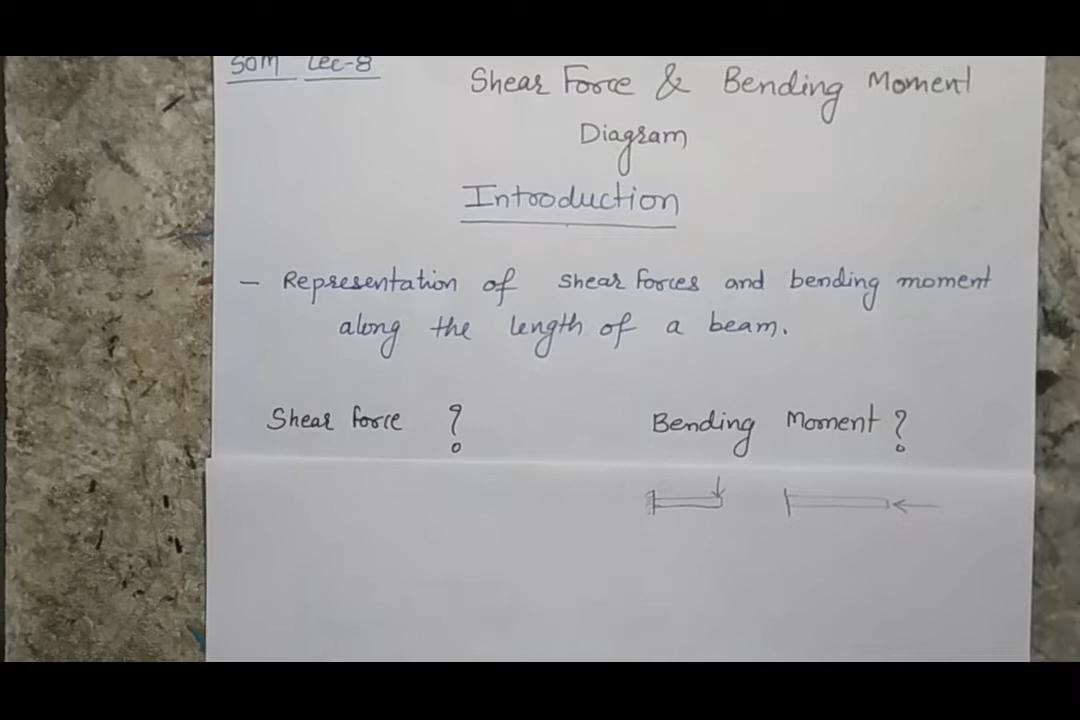 SOM Lec-8
Shear Force & Bending Moment
Diagram
Introduction
- Representation of shear forces and bending moment
along the length of a beam.
Shear force ? Bending Moment ?